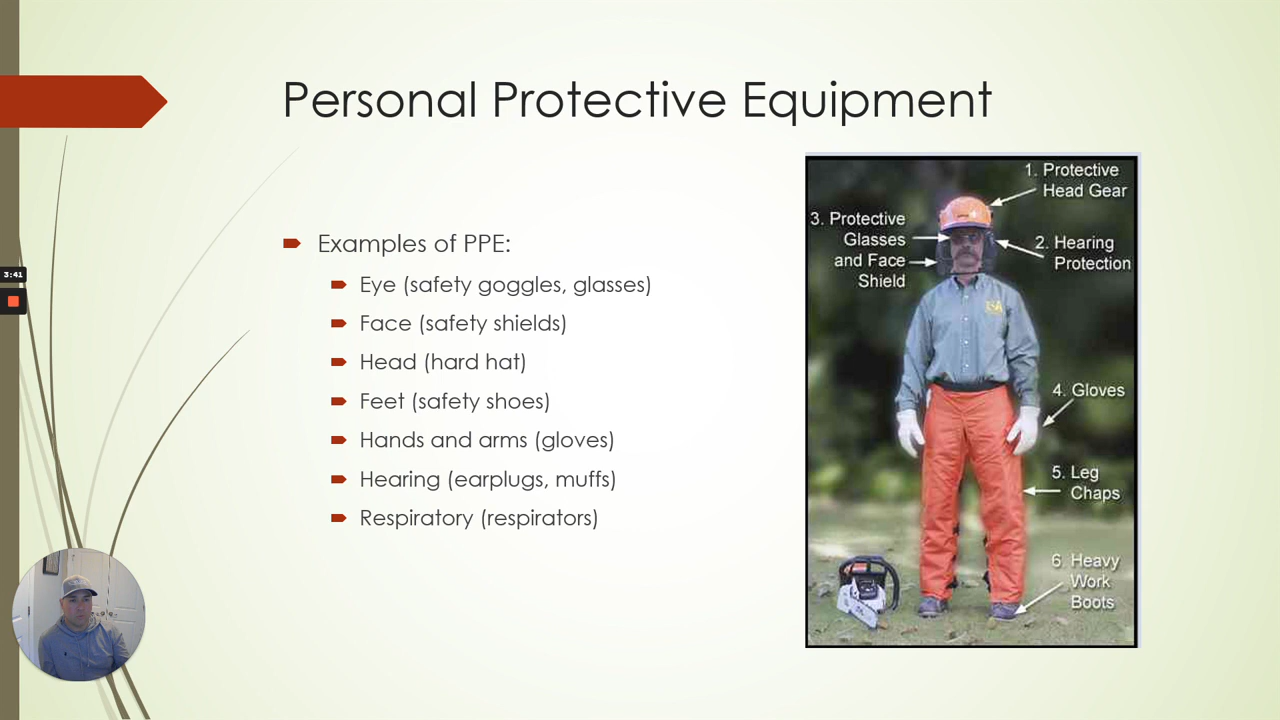 Personal Protective Equipment
Examples of PPE:
Eye (safety goggles, glasses)
Face (safety shields)
Head (hard hat)
Feet (safety shoes)
Hands and arms (gloves)
Hearing (earplugs, muffs)
Respiratory (respirators)
1. Protective
Head Gear
3. Protective
Glasses
and Face
Shield
2. Hearing
Protection
4. Gloves
5. Leg
Chaps
6. Heavy
Work
Boots
3:41